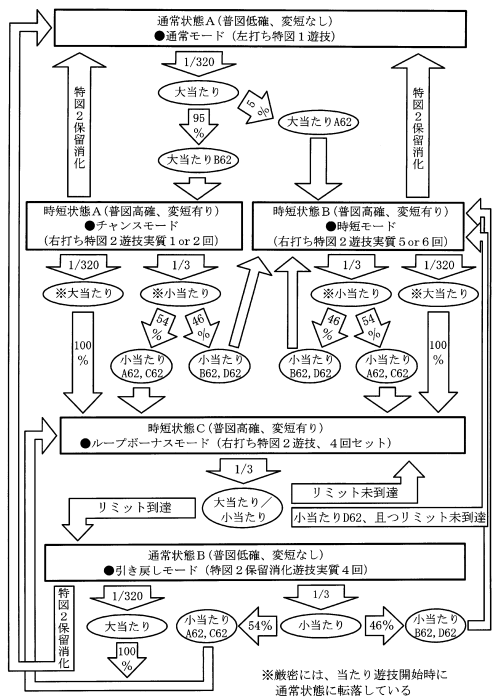 通常状態A(普図低確、変短なし)
●通常モード(左打ち特図1遊技)
1/320
大当たり
5%
95%
大当たりA62
大当たりB62
特図2保留消化
特図2保留消化
時短状態A(普図高確、変短有り)
●チャンスモード
(右打ち特図2遊技実質1or2回)
時短状態B(普図高確、変短有り)
●時短モード
(右打ち特図2遊技実質5or6回)
1/320
1/3
1/3
1/320
※大当たり
※小当たり
※小当たり
※大当たり
54%
46%
46%
54%
100%
100%
小当たり
A62,C62
小当たり
B62,D62
小当たり
B62,D62
小当たり
A62,C62
時短状態C(普図高確、変短有り)
●ループボーナスモード(右打ち特図2遊技、4回セット)
1/3
大当たり/
小当たり
リミット到達
リミット未到達
小当たりD62、且つリミット未到達
通常状態B(普図低確、変短なし)
●引き戻しモード(特図2保留消化遊技実質4回)
特図2保留消化
1/320
1/3
大当たり
小当たり
A62,C62
54%
小当たり
46%
小当たり
B62,D62
100%
※厳密には、当たり遊技開始時に
通常状態に転落している